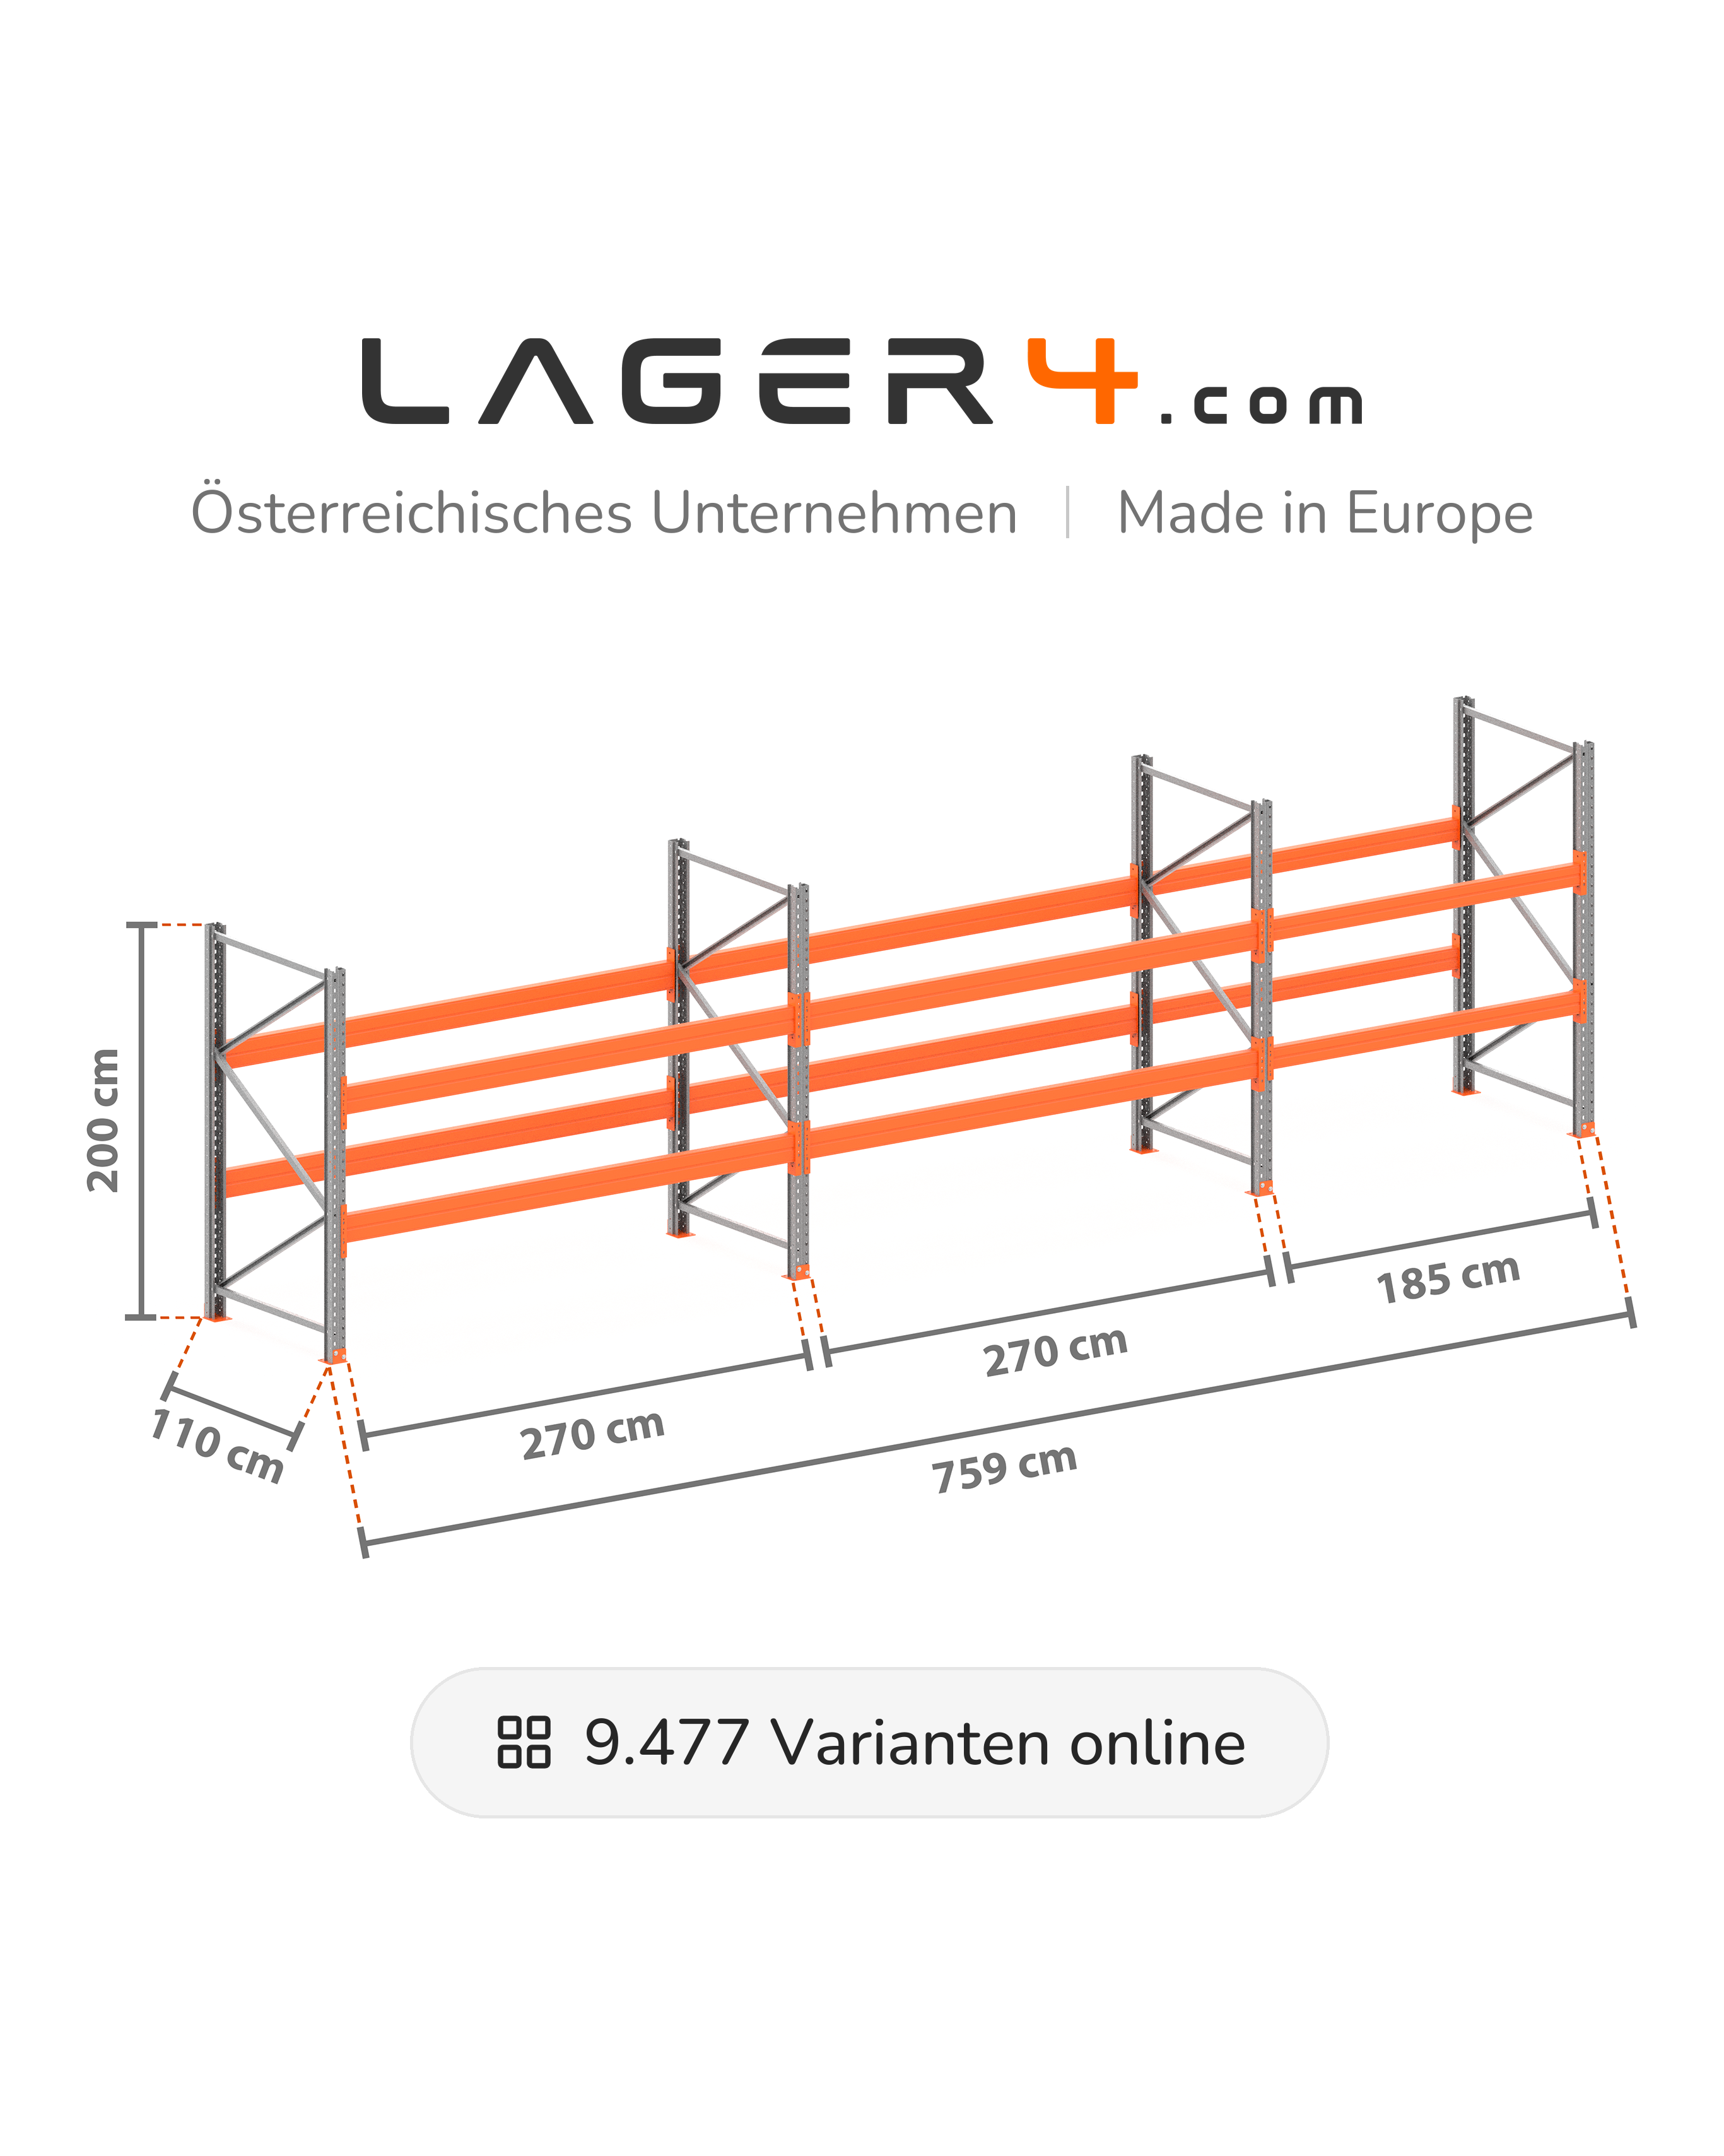 LAGER4.com
Österreichisches Unternehmen | Made in Europe
200 cm
110 cm
270 cm
270 cm
185 cm
759 cm
9.477 Varianten online